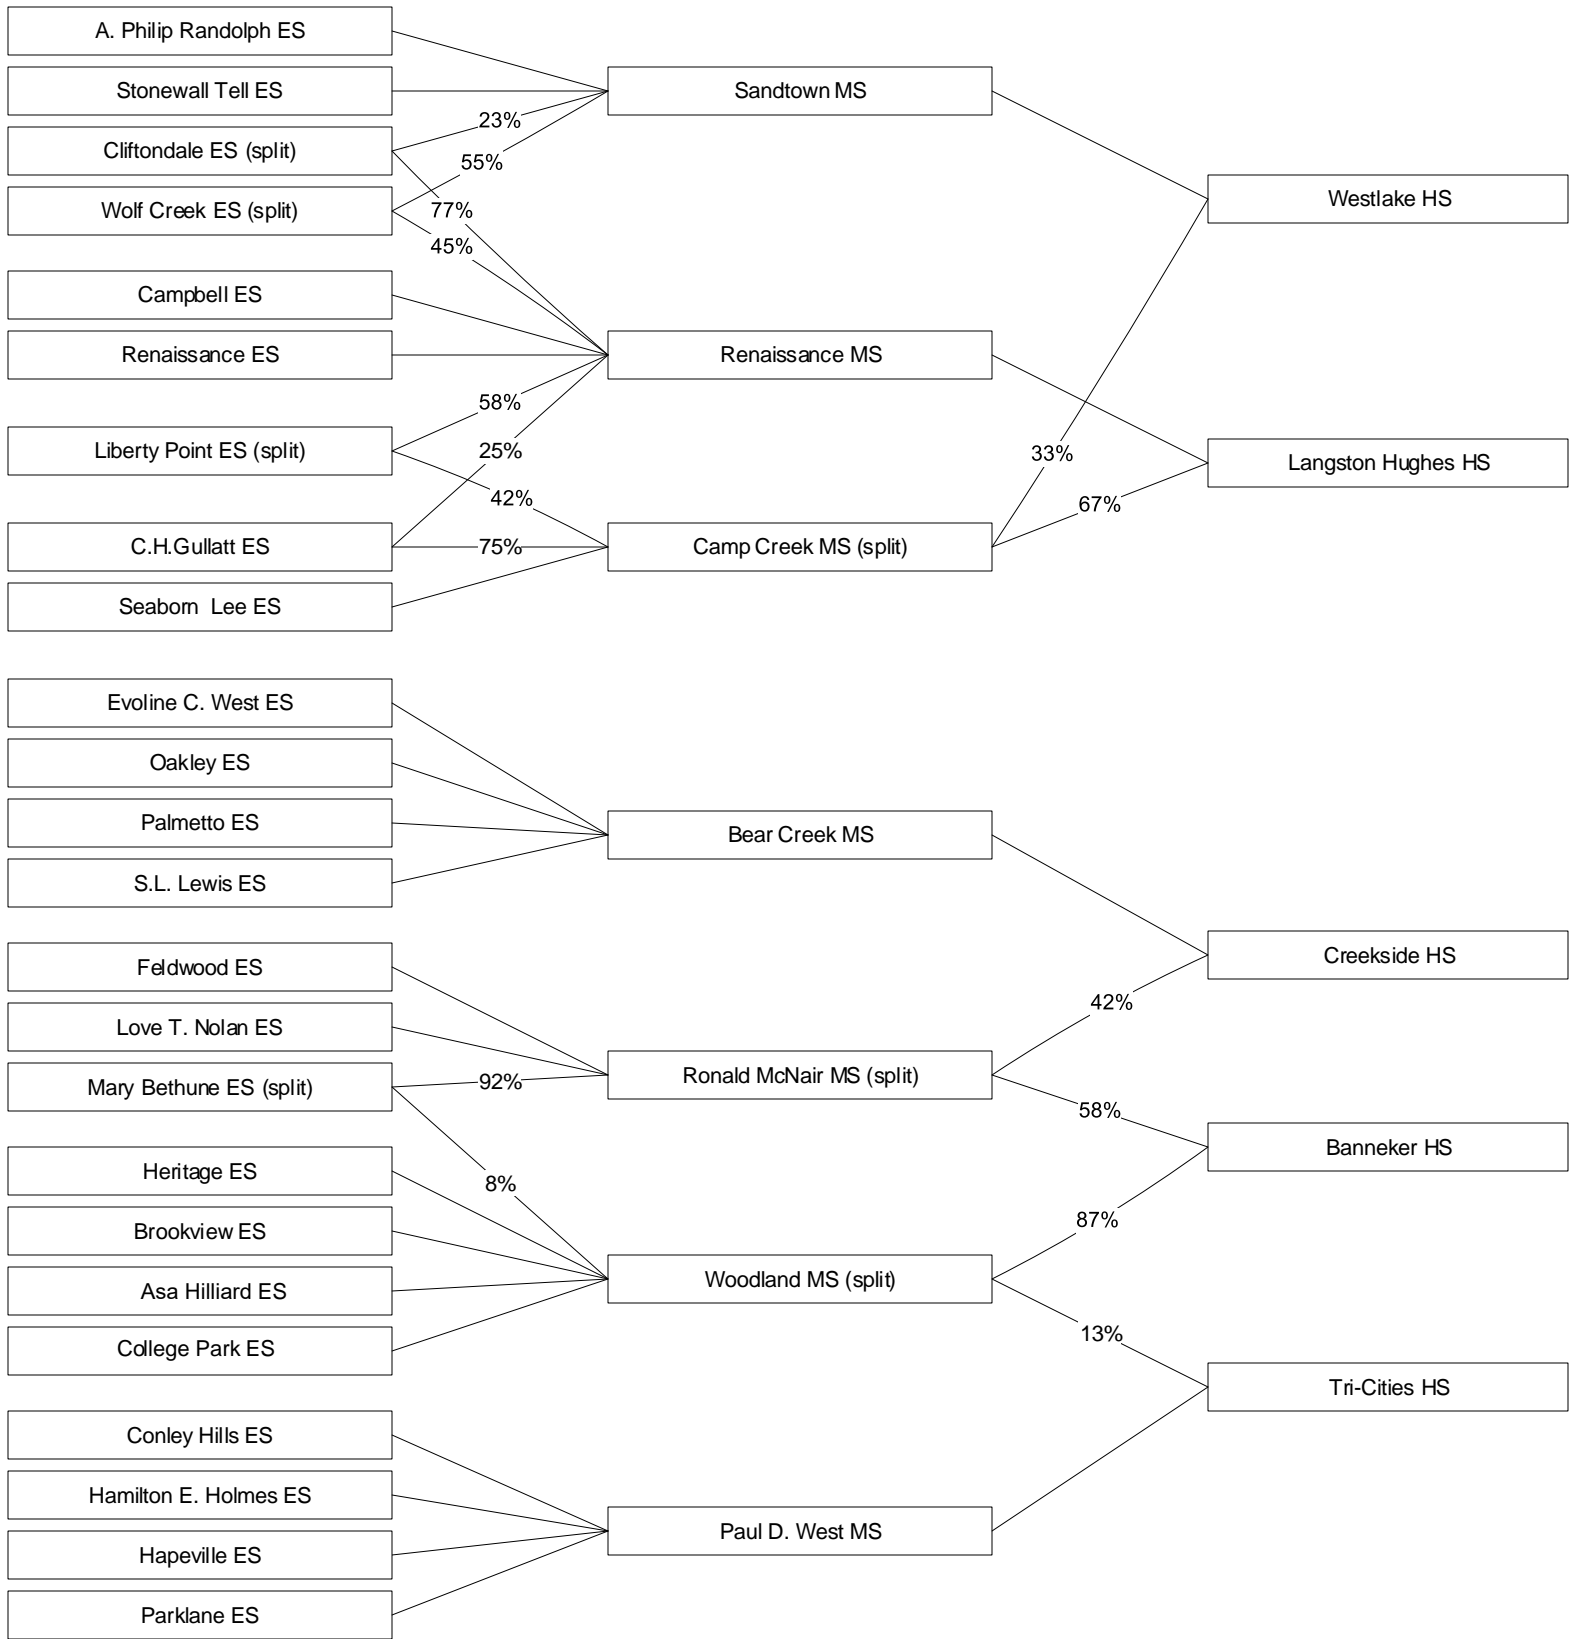 A. Philip Randolph ES
Stonewall Tell ES
Sandtown MS
23%
Cliftondale ES (split)
55%
Wolf Creek ES (split)
77%
Westlake HS
45%
Campbell ES
Renaissance ES
Renaissance MS
58%
Liberty Point ES (split)
25%
33%
Langston Hughes HS
42%
67%
C.H.Gullatt ES
75%
Camp Creek MS (split)
Seaborn Lee ES
Evoline C. West ES
Oakley ES
Palmetto ES
Bear Creek MS
S.L. Lewis ES
Feldwood ES
Creekside HS
42%
Love T. Nolan ES
Mary Bethune ES (split)
92%
Ronald McNair MS (split)
58%
Banneker HS
Heritage ES
8%
87%
Brookview ES
Asa Hilliard ES
Woodland MS (split)
College Park ES
13%
Tri-Cities HS
Conley Hills ES
Hamilton E. Holmes ES
Paul D. West MS
Hapeville ES
Parklane ES